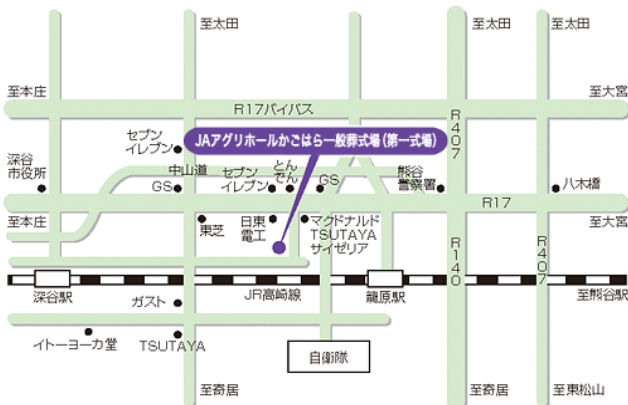 至太田
至太田
至太田
至本庄
至大宮
R17バイパス
R407
セブン
イレブン
JAアグリホールかごはら一般葬式場(第一式場)
深谷
市役所
中山道
GS
セブン
イレブン
とん
でん
GS
熊谷
警察署
八木橋
R17
至本庄
至大宮
東芝
日東
電工
マクドナルド
TSUTAYA
サイゼリア
R140
R407
深谷駅
ガスト
JR高崎線
籠原駅
至熊谷駅
イトーヨーカ堂
TSUTAYA
自衛隊
至寄居
至寄居
至東松山